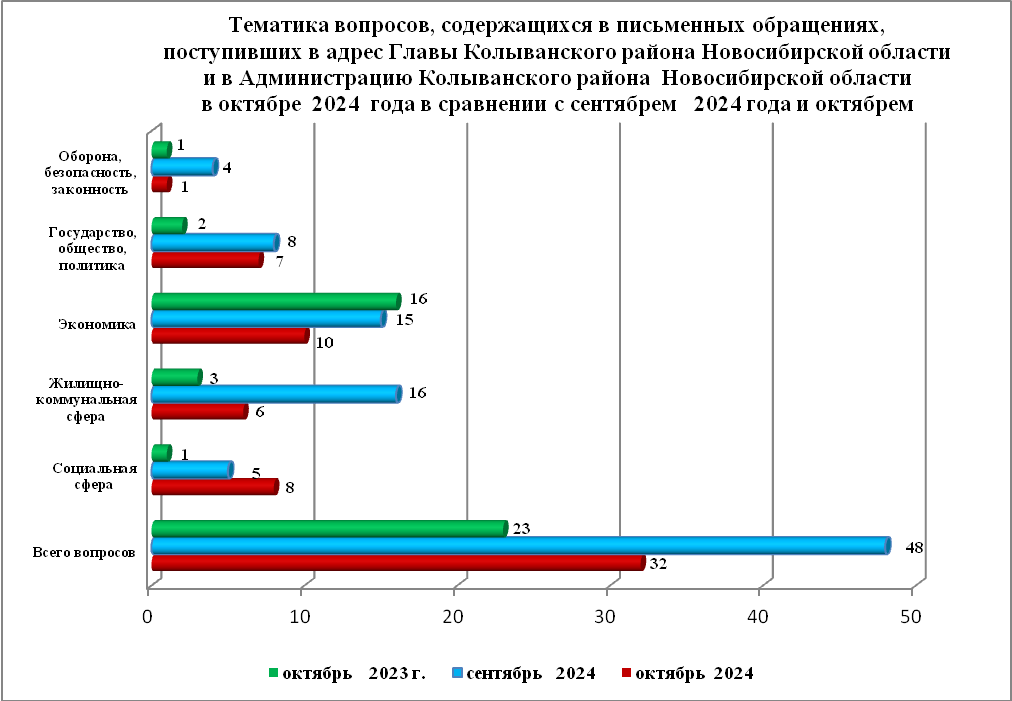 Тематика вопросов, содержащихся в письменных обращениях,
поступивших в адрес Главы Колыванского района Новосибирской области
и в Администрацию Колыванского района Новосибирской области
в октябре 2024 года в сравнении с сентябрем 2024 года и октябрем
Оборона,
безопасность,
законность
1
4
1
Государство,
общество,
политика
2
8
7
Экономика
16
15
10
Жилищно-
коммунальная
сфера
3
16
6
Социальная
сфера
1
5
8
Всего вопросов
23
48
32
0 10 20 30 40 50
октябрь 2023 г. сентябрь 2024 октябрь 2024